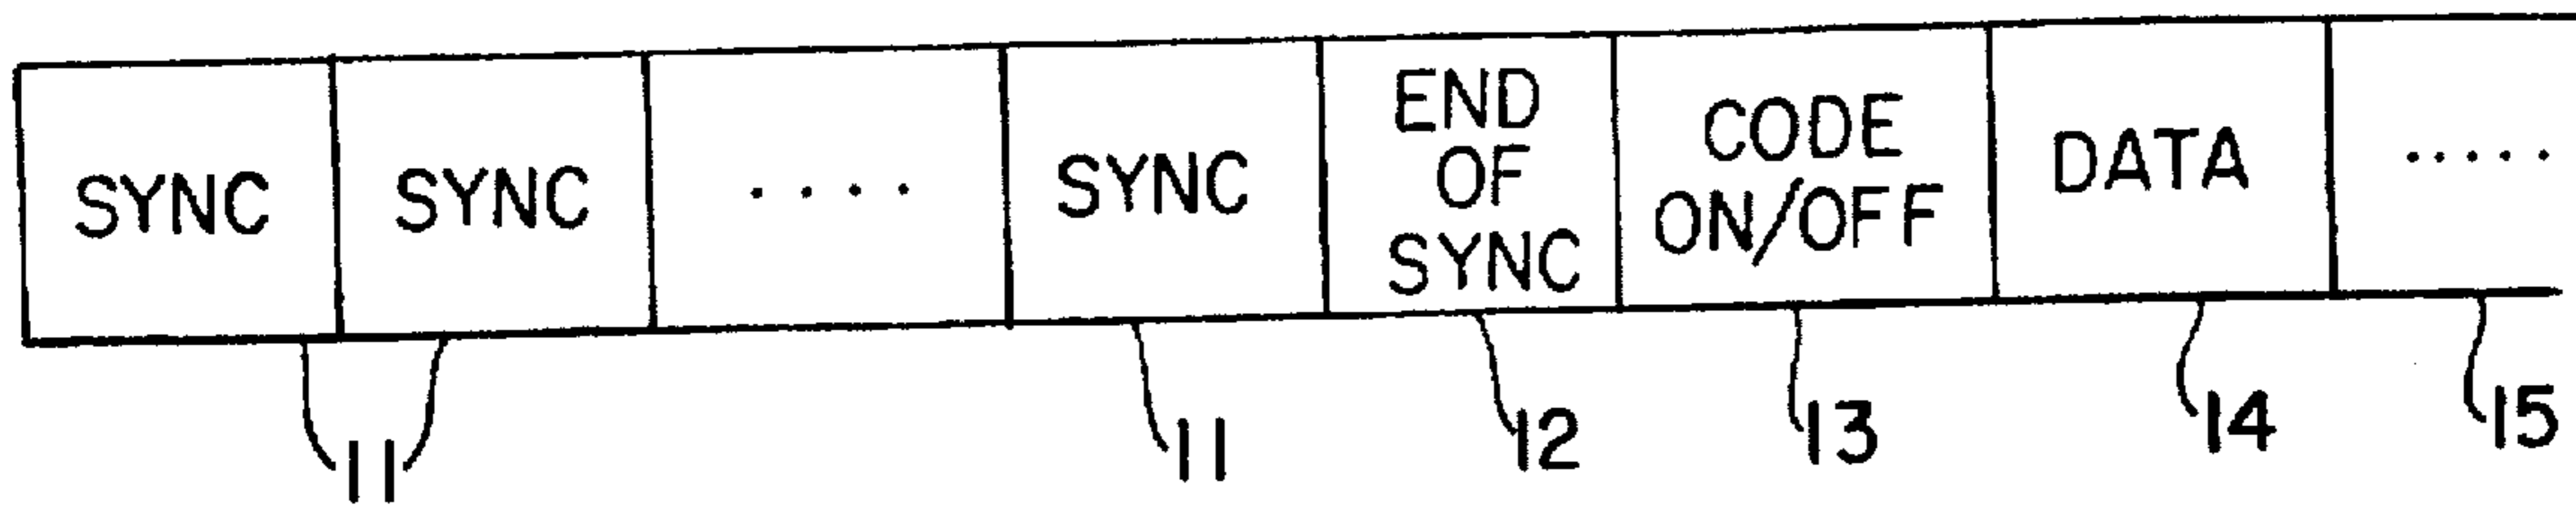 SYNC
SYNC
....
SYNC
END
OF
SYNC
CODE
ON/OFF
DATA
.....
11
11
12
13
14
15